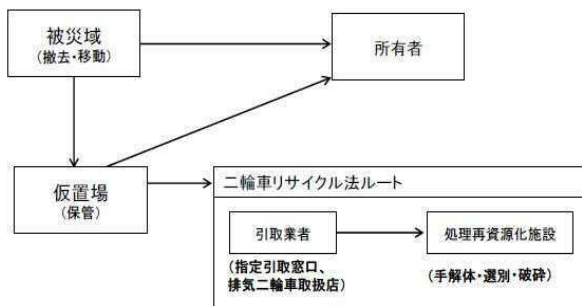 被災域
(撤去・移動)
所有者
仮置場
(保管)
二輪車リサイクル法ルート
引取業者
(指定引取窓口、
排気二輪車取扱店)
処理再資源化施設
(手解体・選別・破砕)